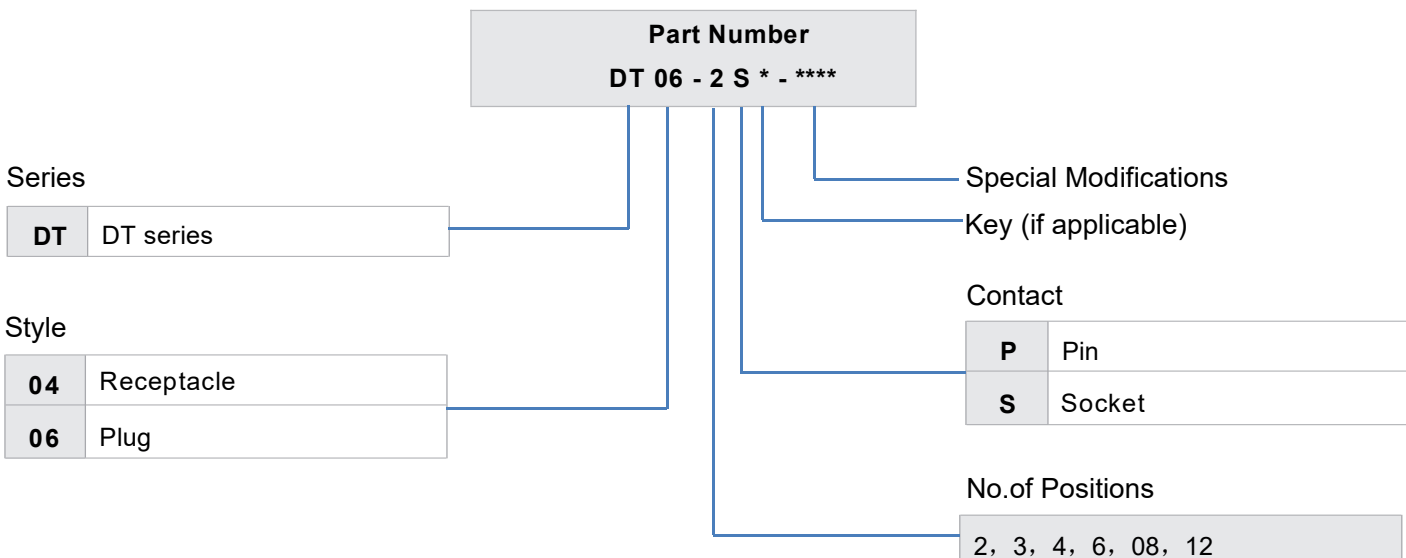 Part Number
DT 06 - 2 S * - ****
Series
DT DT series
Style
04 Receptacle
06 Plug
Special Modifications
Key (if applicable)
Contact
P Pin
S Socket
No.of Positions
2，3，4，6，08，12